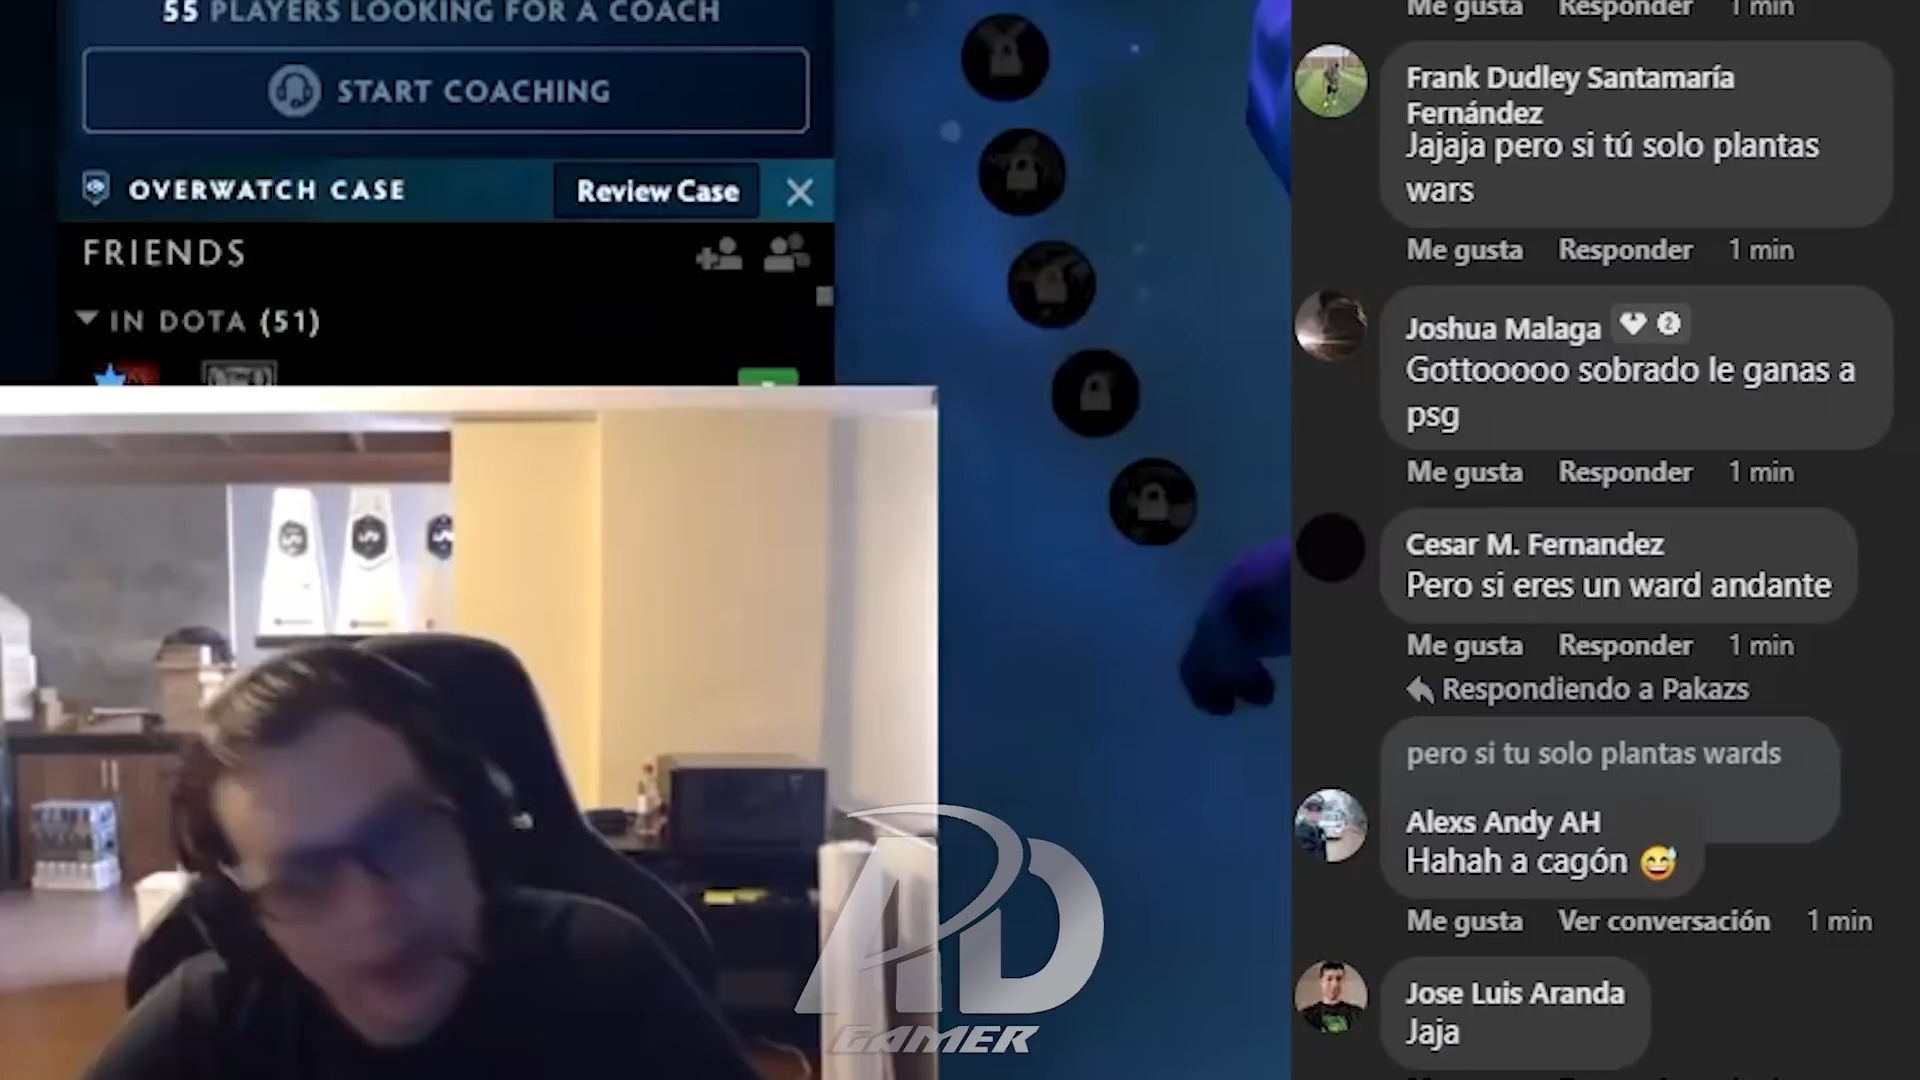 55 PLAYERS LOOKING FOR A COACH
START COACHING
OVERWATCH CASE
Review Case
FRIENDS
IN DOTA (51)
AD
GAMER
Me gusta Responder 1 min
Frank Dudley Santamaría
Fernández
Jajaja pero si tú solo plantas
wars
Me gusta Responder 1 min
Joshua Malaga 2
Gottooooo sobrado le ganas a
psg
Me gusta Responder 1 min
Cesar M. Fernandez
Pero si eres un ward andante
Me gusta Responder 1 min
Respondiendo a Pakazs
pero si tu solo plantas wards
Alexs Andy AH
Hahah a cagón 😅
Me gusta Ver conversación 1 min
Jose Luis Aranda
Jaja